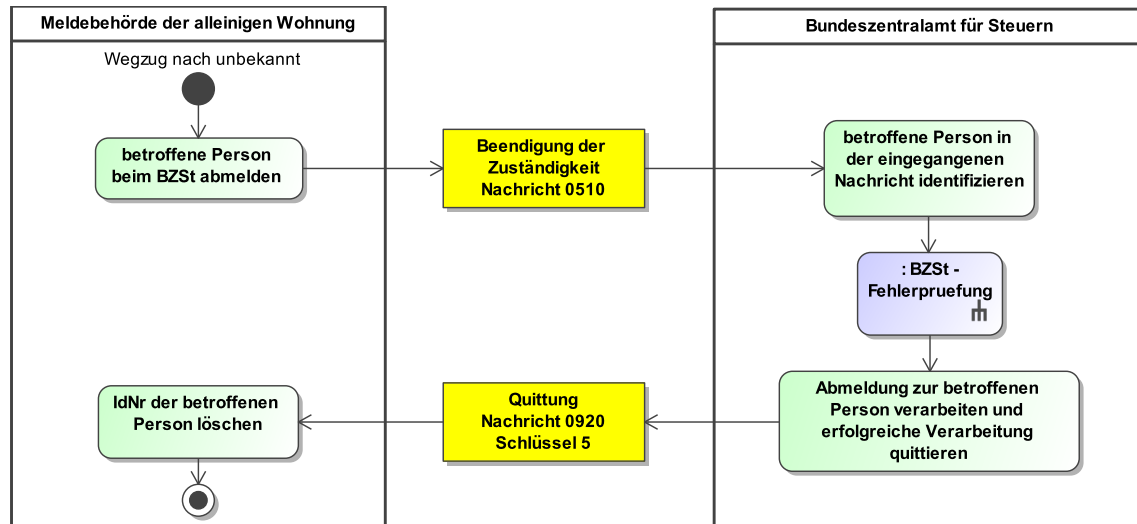 Meldebehörde der alleinigen Wohnung
Bundeszentralamt für Steuern
Wegzug nach unbekannt
betroffene Person
beim BZSt abmelden
Beendigung der
Zuständigkeit
Nachricht 0510
betroffene Person in
der eingegangenen
Nachricht identifizieren
: BZSt -
Fehlerpruefung
Abmeldung zur betroffenen
Person verarbeiten und
erfolgreiche Verarbeitung
quittieren
Quittung
Nachricht 0920
Schlüssel 5
IdNr der betroffenen
Person löschen